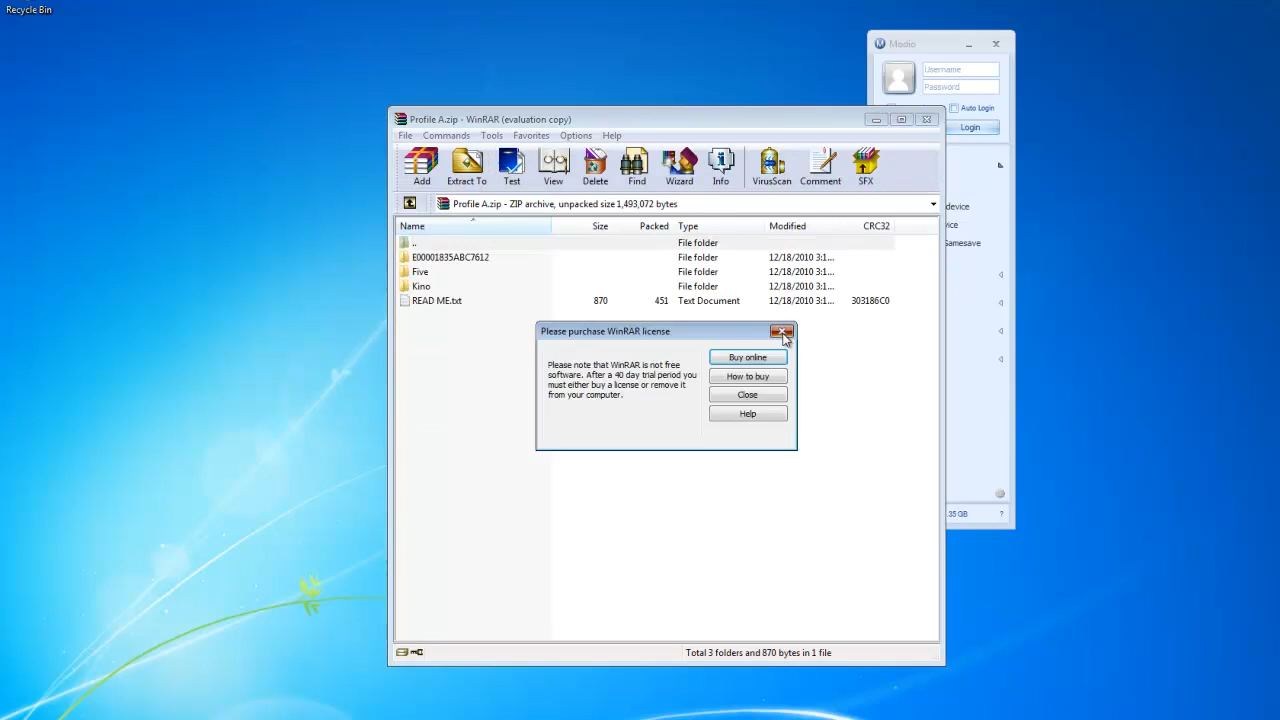 Recycle Bin
Modio
Username
Password
Auto Login
Login
Profile A.zip - WinRAR (evaluation copy)
File Commands Tools Favorites Options Help
Add Extract To Test View Delete Find Wizard Info VirusScan Comment SFX
Profile A.zip - ZIP archive, unpacked size 1,493,072 bytes
Name Size Packed Type Modified CRC32
.. File folder
E00001835ABC7612 File folder 12/18/2010 3:1...
Five File folder 12/18/2010 3:1...
Kino File folder 12/18/2010 3:1...
READ ME.txt 870 451 Text Document 12/18/2010 3:1... 303186C0
device
vice
Gamesave
Please purchase WinRAR license
Please note that WinRAR is not free
software. After a 40 day trial period you
must either buy a license or remove it
from your computer.
Buy online
How to buy
Close
Help
.35 GB ?
Total 3 folders and 870 bytes in 1 file